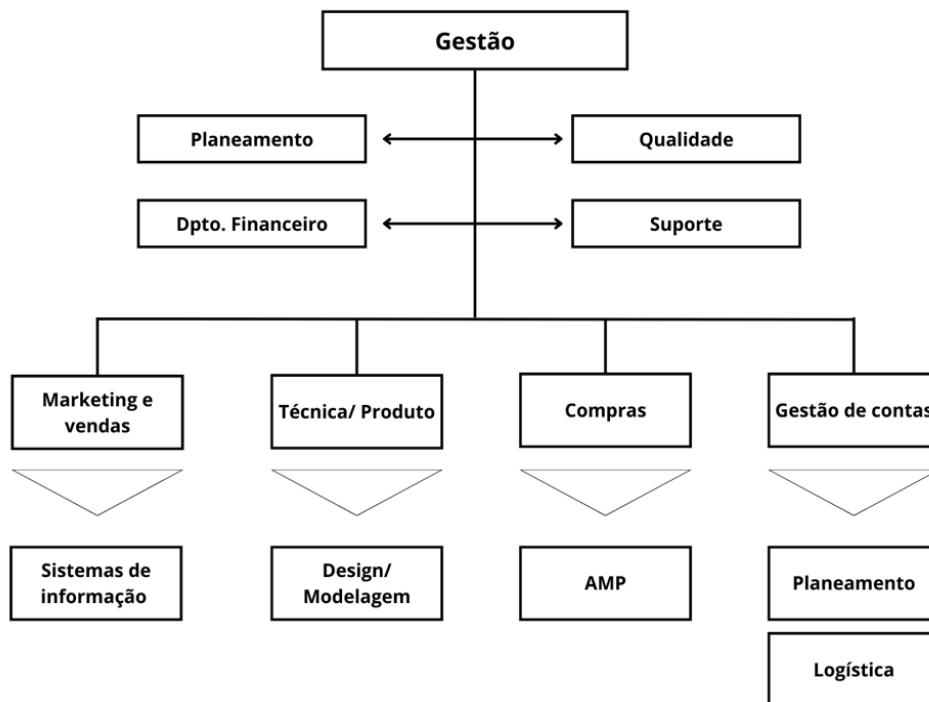 Gestão
Planeamento
Qualidade
Dpto. Financeiro
Suporte
Marketing e
vendas
Técnica/ Produto
Compras
Gestão de contas
Sistemas de
informação
Design/
Modelagem
AMP
Planeamento
Logística